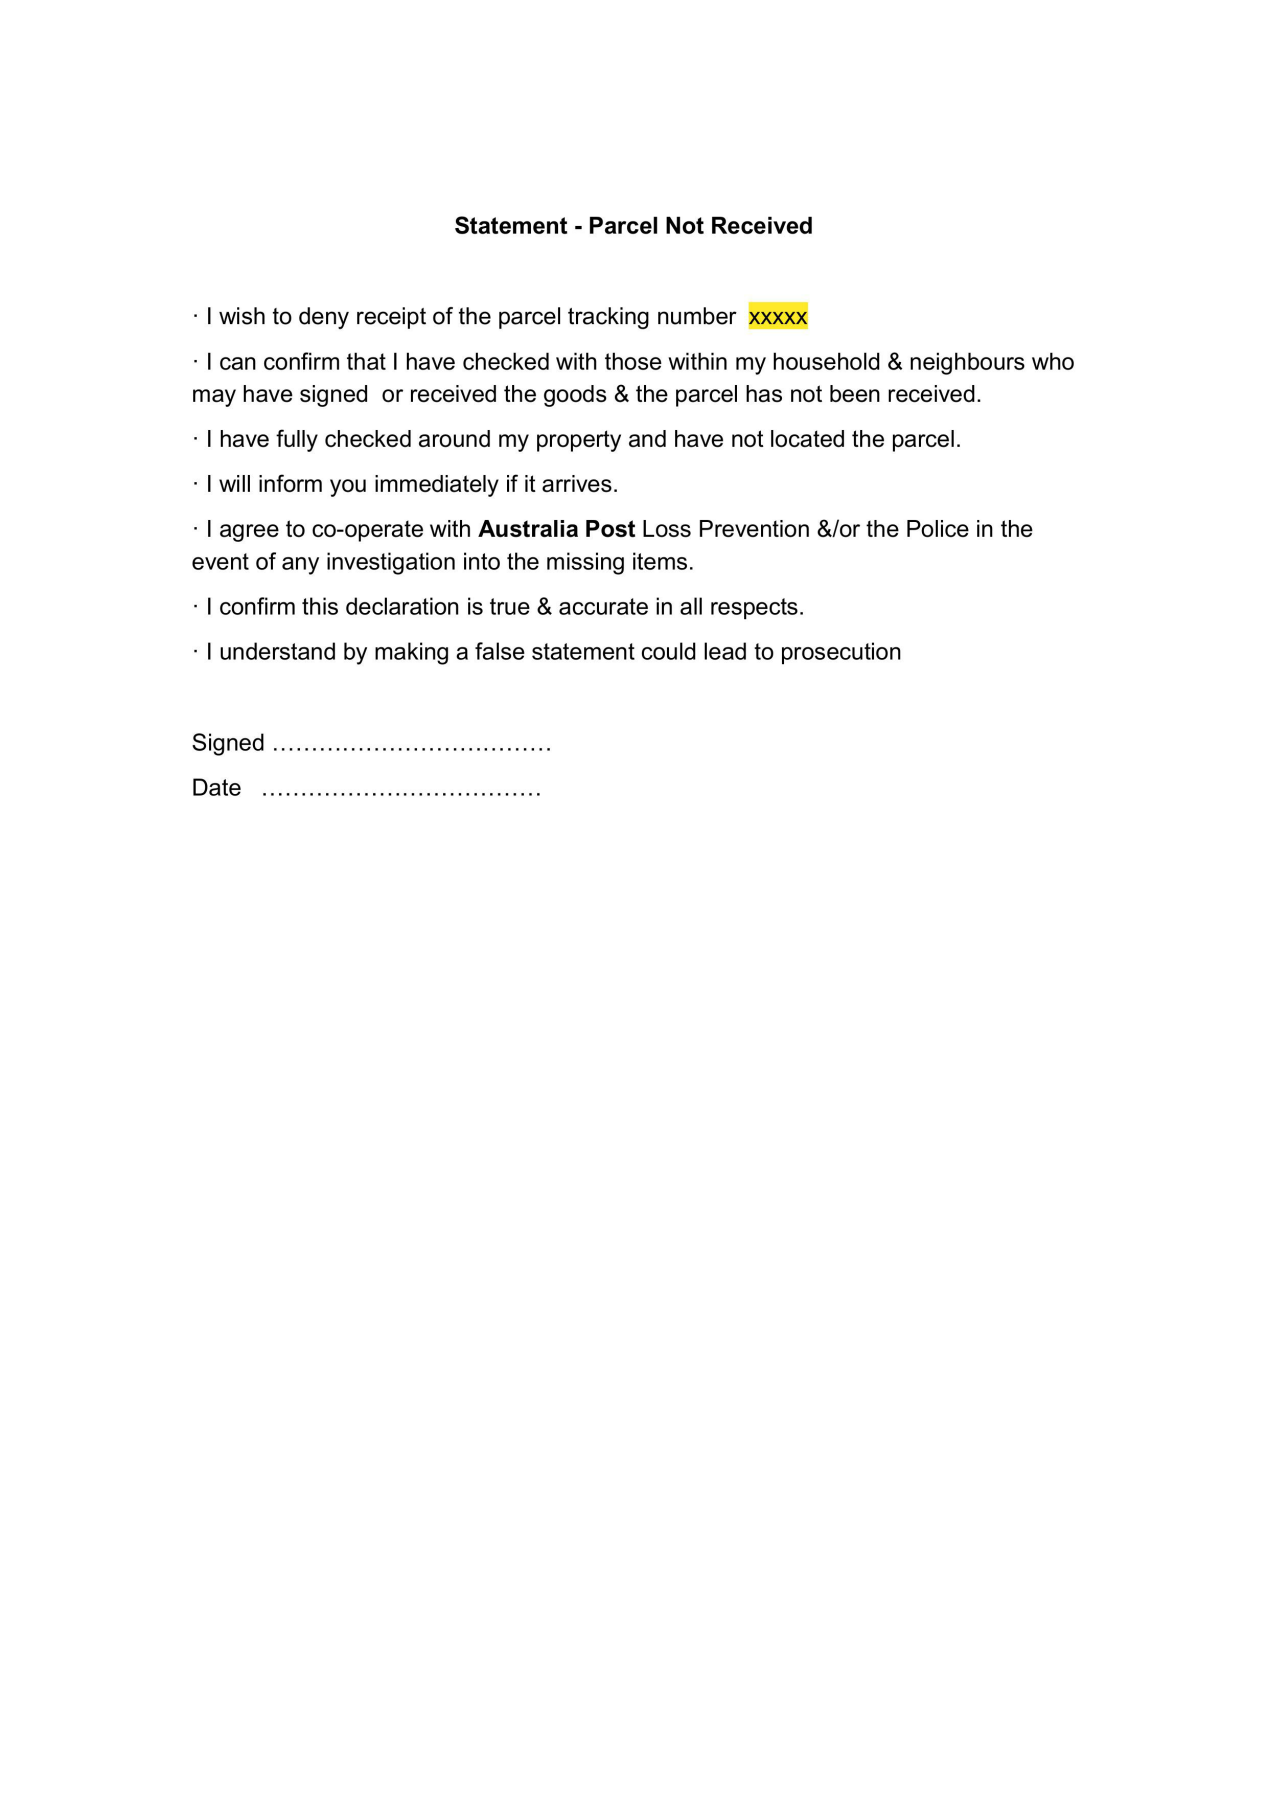 Statement - Parcel Not Received
· I wish to deny receipt of the parcel tracking number  xxxxx
· I can confirm that I have checked with those within my household & neighbours who
may have signed  or received the goods & the parcel has not been received.
· I have fully checked around my property and have not located the parcel.
· I will inform you immediately if it arrives.
· I agree to co-operate with Australia Post Loss Prevention &/or the Police in the
event of any investigation into the missing items.
· I confirm this declaration is true & accurate in all respects.
· I understand by making a false statement could lead to prosecution
Signed ………………………………
Date   ………………………………